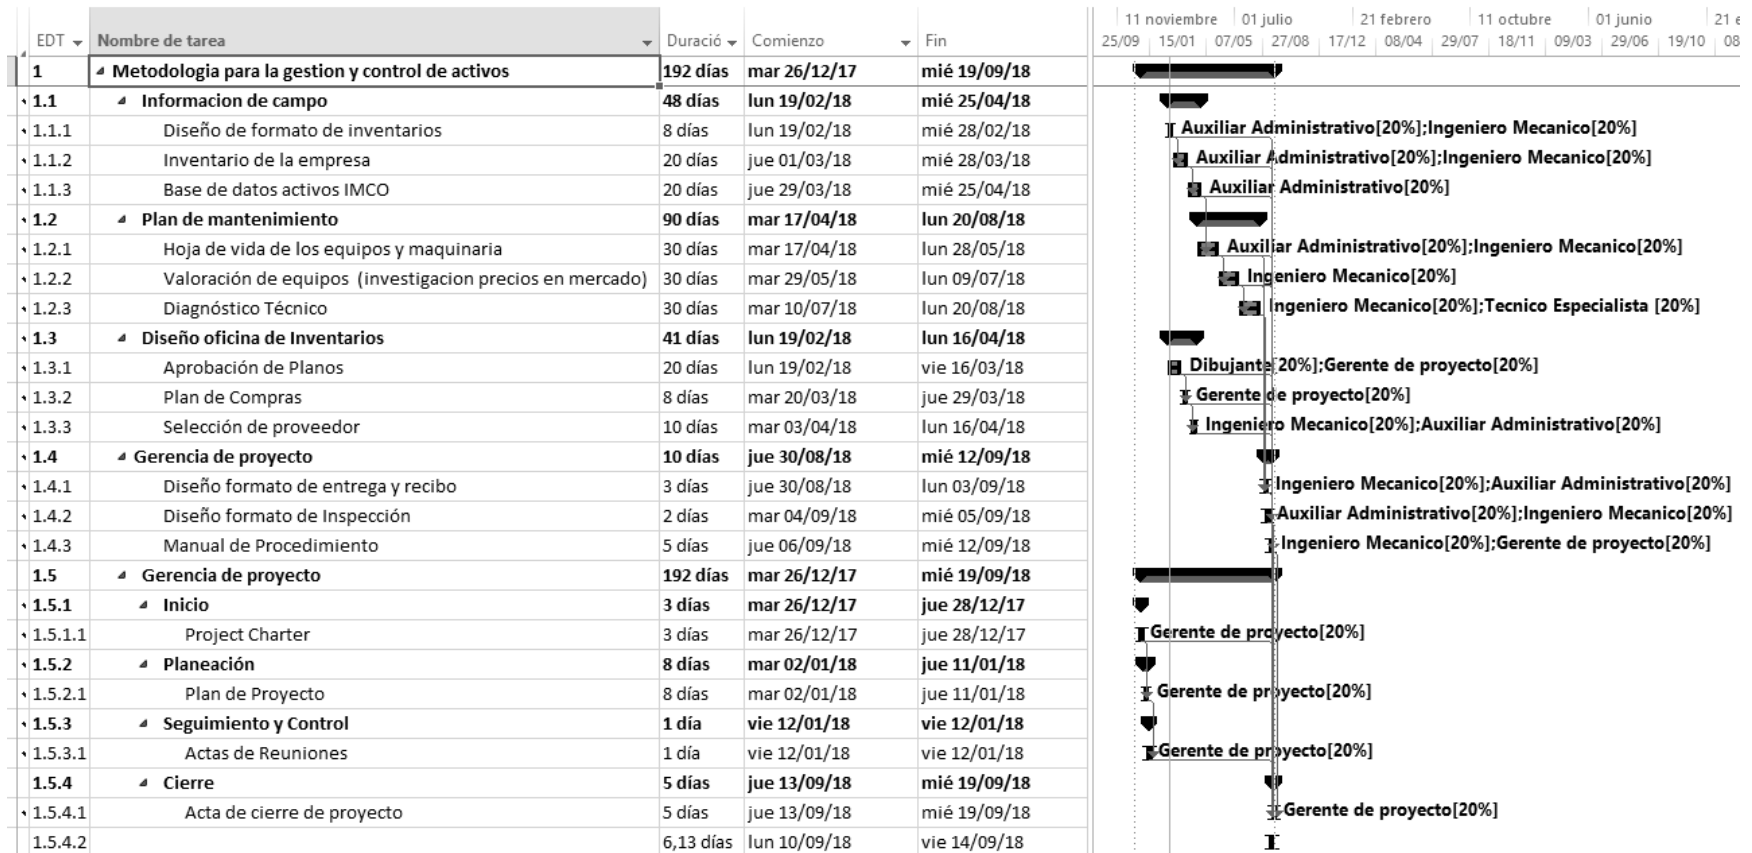 11 noviembre 01 julio 21 febrero 11 octubre 01 junio 21 e
EDT Nombre de tarea Duració Comienzo Fin 25/09 15/01 07/05 27/08 17/12 08/04 29/07 18/11 09/03 29/06 19/10 08
1 Metodologia para la gestion y control de activos 192 días mar 26/12/17 mié 19/09/18
1.1 Informacion de campo 48 días lun 19/02/18 mié 25/04/18
1.1.1 Diseño de formato de inventarios 8 días lun 19/02/18 mié 28/02/18 Auxiliar Administrativo[20%];Ingeniero Mecanico[20%]
1.1.2 Inventario de la empresa 20 días jue 01/03/18 mié 28/03/18 Auxiliar Administrativo[20%];Ingeniero Mecanico[20%]
1.1.3 Base de datos activos IMCO 20 días jue 29/03/18 mié 25/04/18 Auxiliar Administrativo[20%]
1.2 Plan de mantenimiento 90 días mar 17/04/18 lun 20/08/18
1.2.1 Hoja de vida de los equipos y maquinaria 30 días mar 17/04/18 lun 28/05/18 Auxiliar Administrativo[20%];Ingeniero Mecanico[20%]
1.2.2 Valoración de equipos (investigacion precios en mercado) 30 días mar 29/05/18 lun 09/07/18 Ingeniero Mecanico[20%]
1.2.3 Diagnóstico Técnico 30 días mar 10/07/18 lun 20/08/18 Ingeniero Mecanico[20%];Tecnico Especialista [20%]
1.3 Diseño oficina de Inventarios 41 días lun 19/02/18 lun 16/04/18
1.3.1 Aprobación de Planos 20 días lun 19/02/18 vie 16/03/18 Dibujante[20%];Gerente de proyecto[20%]
1.3.2 Plan de Compras 8 días mar 20/03/18 jue 29/03/18 Gerente de proyecto[20%]
1.3.3 Selección de proveedor 10 días mar 03/04/18 lun 16/04/18 Ingeniero Mecanico[20%];Auxiliar Administrativo[20%]
1.4 Gerencia de proyecto 10 días jue 30/08/18 mié 12/09/18
1.4.1 Diseño formato de entrega y recibo 3 días jue 30/08/18 lun 03/09/18 Ingeniero Mecanico[20%];Auxiliar Administrativo[20%]
1.4.2 Diseño formato de Inspección 2 días mar 04/09/18 mié 05/09/18 Auxiliar Administrativo[20%];Ingeniero Mecanico[20%]
1.4.3 Manual de Procedimiento 5 días jue 06/09/18 mié 12/09/18 Ingeniero Mecanico[20%];Gerente de proyecto[20%]
1.5 Gerencia de proyecto 192 días mar 26/12/17 mié 19/09/18
1.5.1 Inicio 3 días mar 26/12/17 jue 28/12/17
1.5.1.1 Project Charter 3 días mar 26/12/17 jue 28/12/17 Gerente de proyecto[20%]
1.5.2 Planeación 8 días mar 02/01/18 jue 11/01/18
1.5.2.1 Plan de Proyecto 8 días mar 02/01/18 jue 11/01/18 Gerente de proyecto[20%]
1.5.3 Seguimiento y Control 1 día vie 12/01/18 vie 12/01/18
1.5.3.1 Actas de Reuniones 1 día vie 12/01/18 vie 12/01/18 Gerente de proyecto[20%]
1.5.4 Cierre 5 días jue 13/09/18 mié 19/09/18
1.5.4.1 Acta de cierre de proyecto 5 días jue 13/09/18 mié 19/09/18 Gerente de proyecto[20%]
1.5.4.2 6,13 días lun 10/09/18 vie 14/09/18